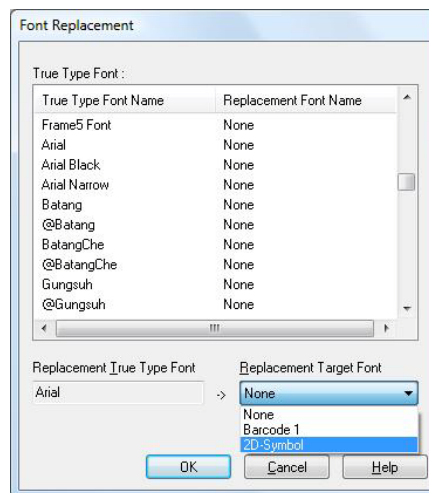 Font Replacement
True Type Font :
True Type Font Name Replacement Font Name
Frame5 Font None
Arial None
Arial Black None
Arial Narrow None
Batang None
@Batang None
BatangChe None
@BatangChe None
Gungsuh None
@Gungsuh None
Replacement True Type Font Replacement Target Font
Arial -> None
None
Barcode 1
2D-Symbol
OK Cancel Help